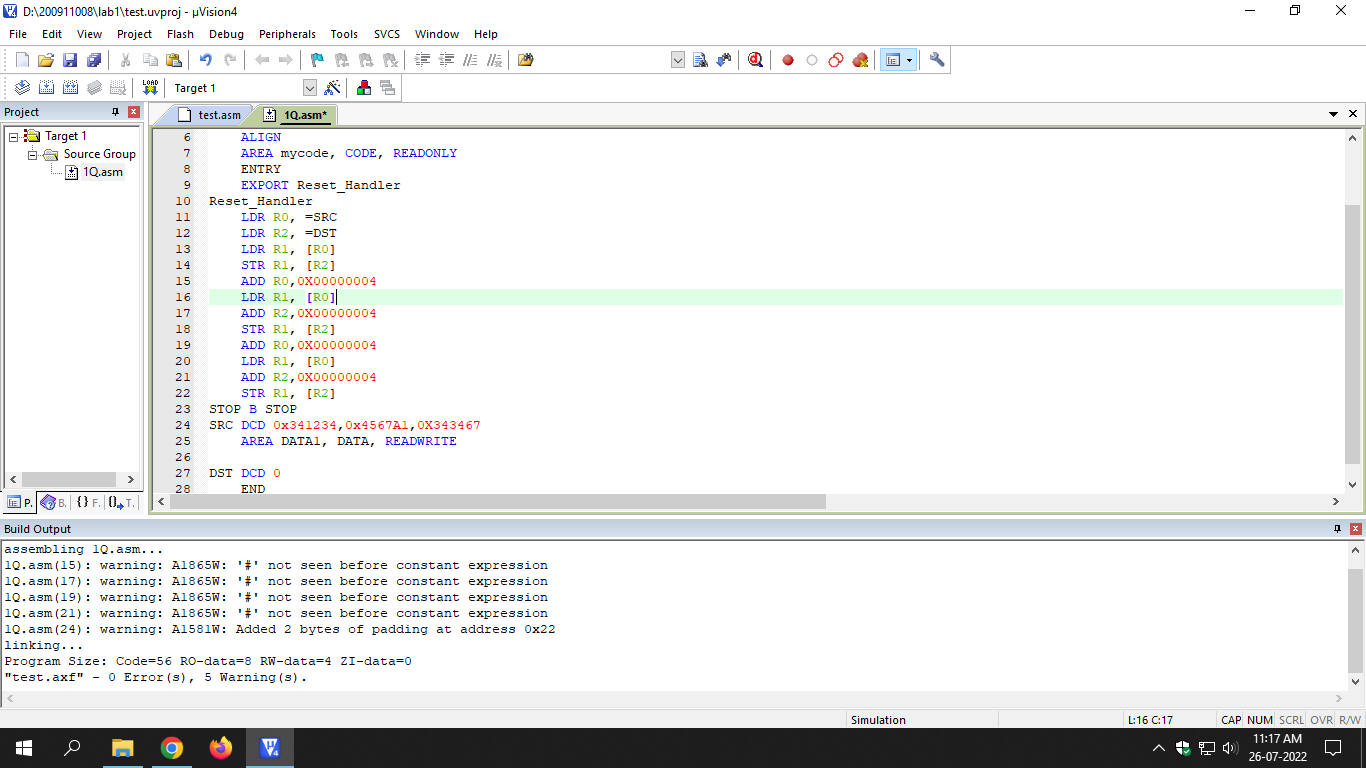 D:\200911008\lab1\test.uvproj - µVision4
File Edit View Project Flash Debug Peripherals Tools SVCS Window Help
LOAD Target 1
Project
test.asm 1Q.asm*
Target 1
Source Group
1Q.asm
6 ALIGN
7 AREA mycode, CODE, READONLY
8 ENTRY
9 EXPORT Reset_Handler
10 Reset_Handler
11 LDR R0, =SRC
12 LDR R2, =DST
13 LDR R1, [R0]
14 STR R1, [R2]
15 ADD R0,0X00000004
16 LDR R1, [R0]
17 ADD R2,0X00000004
18 STR R1, [R2]
19 ADD R0,0X00000004
20 LDR R1, [R0]
21 ADD R2,0X00000004
22 STR R1, [R2]
23 STOP B STOP
24 SRC DCD 0x341234,0x4567A1,0X343467
25 AREA DATA1, DATA, READWRITE
26
27 DST DCD 0
28 END
P. B. {} F. T.
Build Output
assembling 1Q.asm...
1Q.asm(15): warning: A1865W: '#' not seen before constant expression
1Q.asm(17): warning: A1865W: '#' not seen before constant expression
1Q.asm(19): warning: A1865W: '#' not seen before constant expression
1Q.asm(21): warning: A1865W: '#' not seen before constant expression
1Q.asm(24): warning: A1581W: Added 2 bytes of padding at address 0x22
linking...
Program Size: Code=56 RO-data=8 RW-data=4 ZI-data=0
"test.axf" - 0 Error(s), 5 Warning(s).
Simulation L:16 C:17 CAP NUM SCRL OVR R/W
11:17 AM
26-07-2022